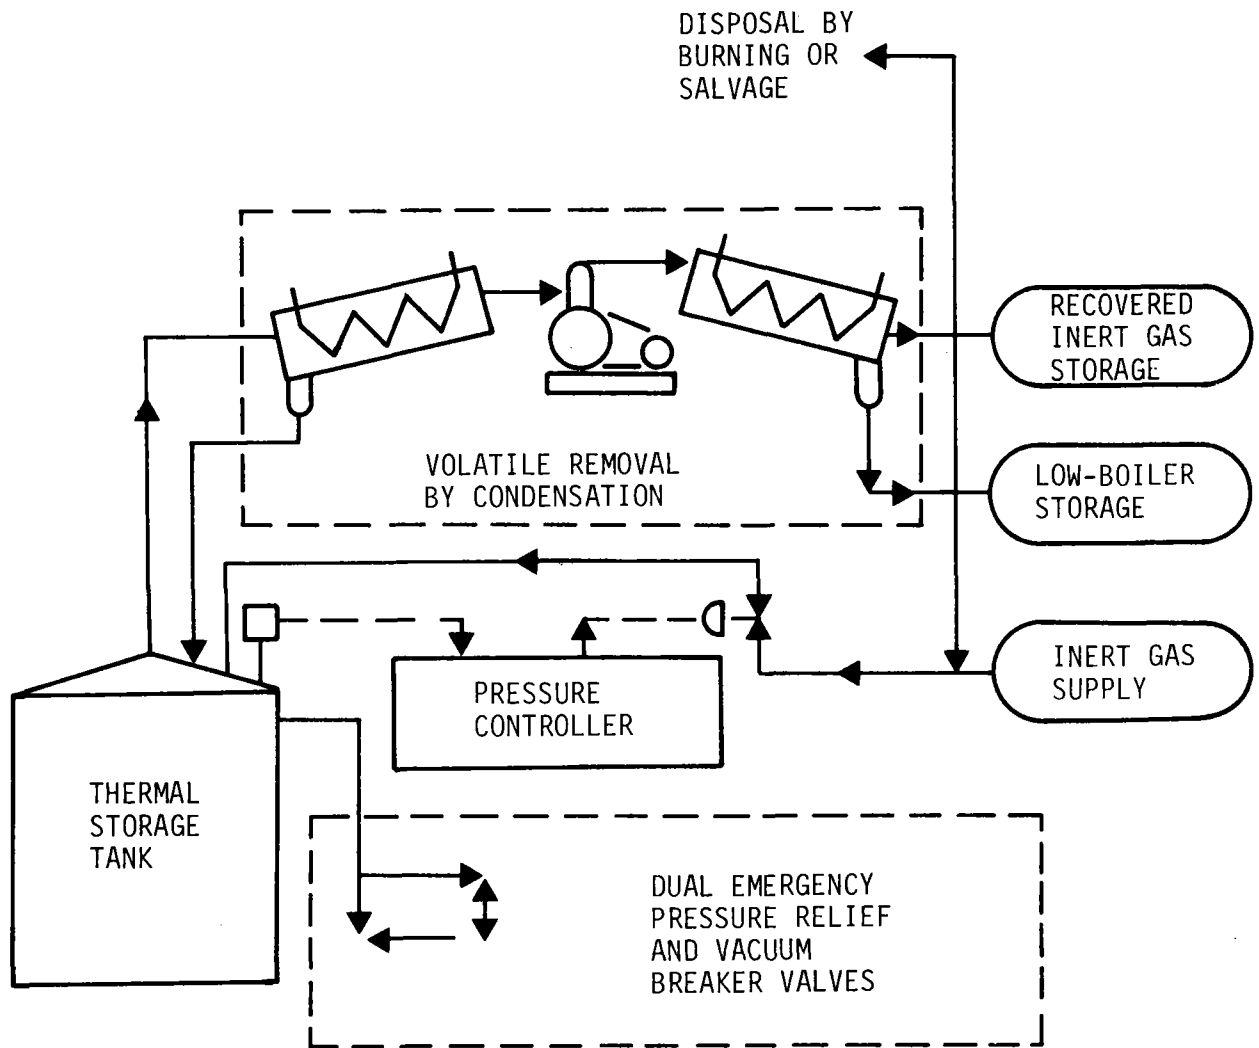 DISPOSAL BY
BURNING OR
SALVAGE
RECOVERED
INERT GAS
STORAGE
VOLATILE REMOVAL
BY CONDENSATION
LOW-BOILER
STORAGE
INERT GAS
SUPPLY
PRESSURE
CONTROLLER
THERMAL
STORAGE
TANK
DUAL EMERGENCY
PRESSURE RELIEF
AND VACUUM
BREAKER VALVES